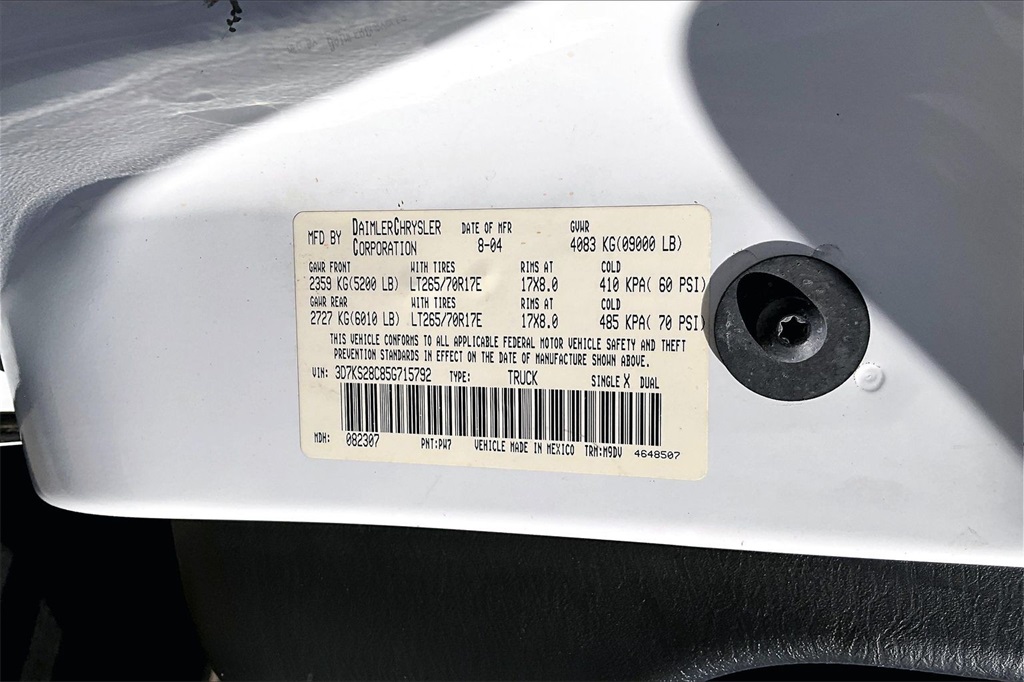 MFD BY DAIMLERCHRYSLER CORPORATION DATE OF MFR 8-04 GVWR 4083 KG(09000 LB)
GAWR FRONT WITH TIRES RIMS AT COLD
2359 KG(5200 LB) LT265/70R17E 17X8.0 410 KPA( 60 PSI)
GAWR REAR WITH TIRES RIMS AT COLD
2727 KG(6010 LB) LT265/70R17E 17X8.0 485 KPA( 70 PSI)
THIS VEHICLE CONFORMS TO ALL APPLICABLE FEDERAL MOTOR VEHICLE SAFETY AND THEFT
PREVENTION STANDARDS IN EFFECT ON THE DATE OF MANUFACTURE SHOWN ABOVE.
VIN: 3D7KS28C85G715792 TYPE: TRUCK SINGLE X DUAL
MDH: 082307 PNT:PW7 VEHICLE MADE IN MEXICO TRM:M9DV 4648507